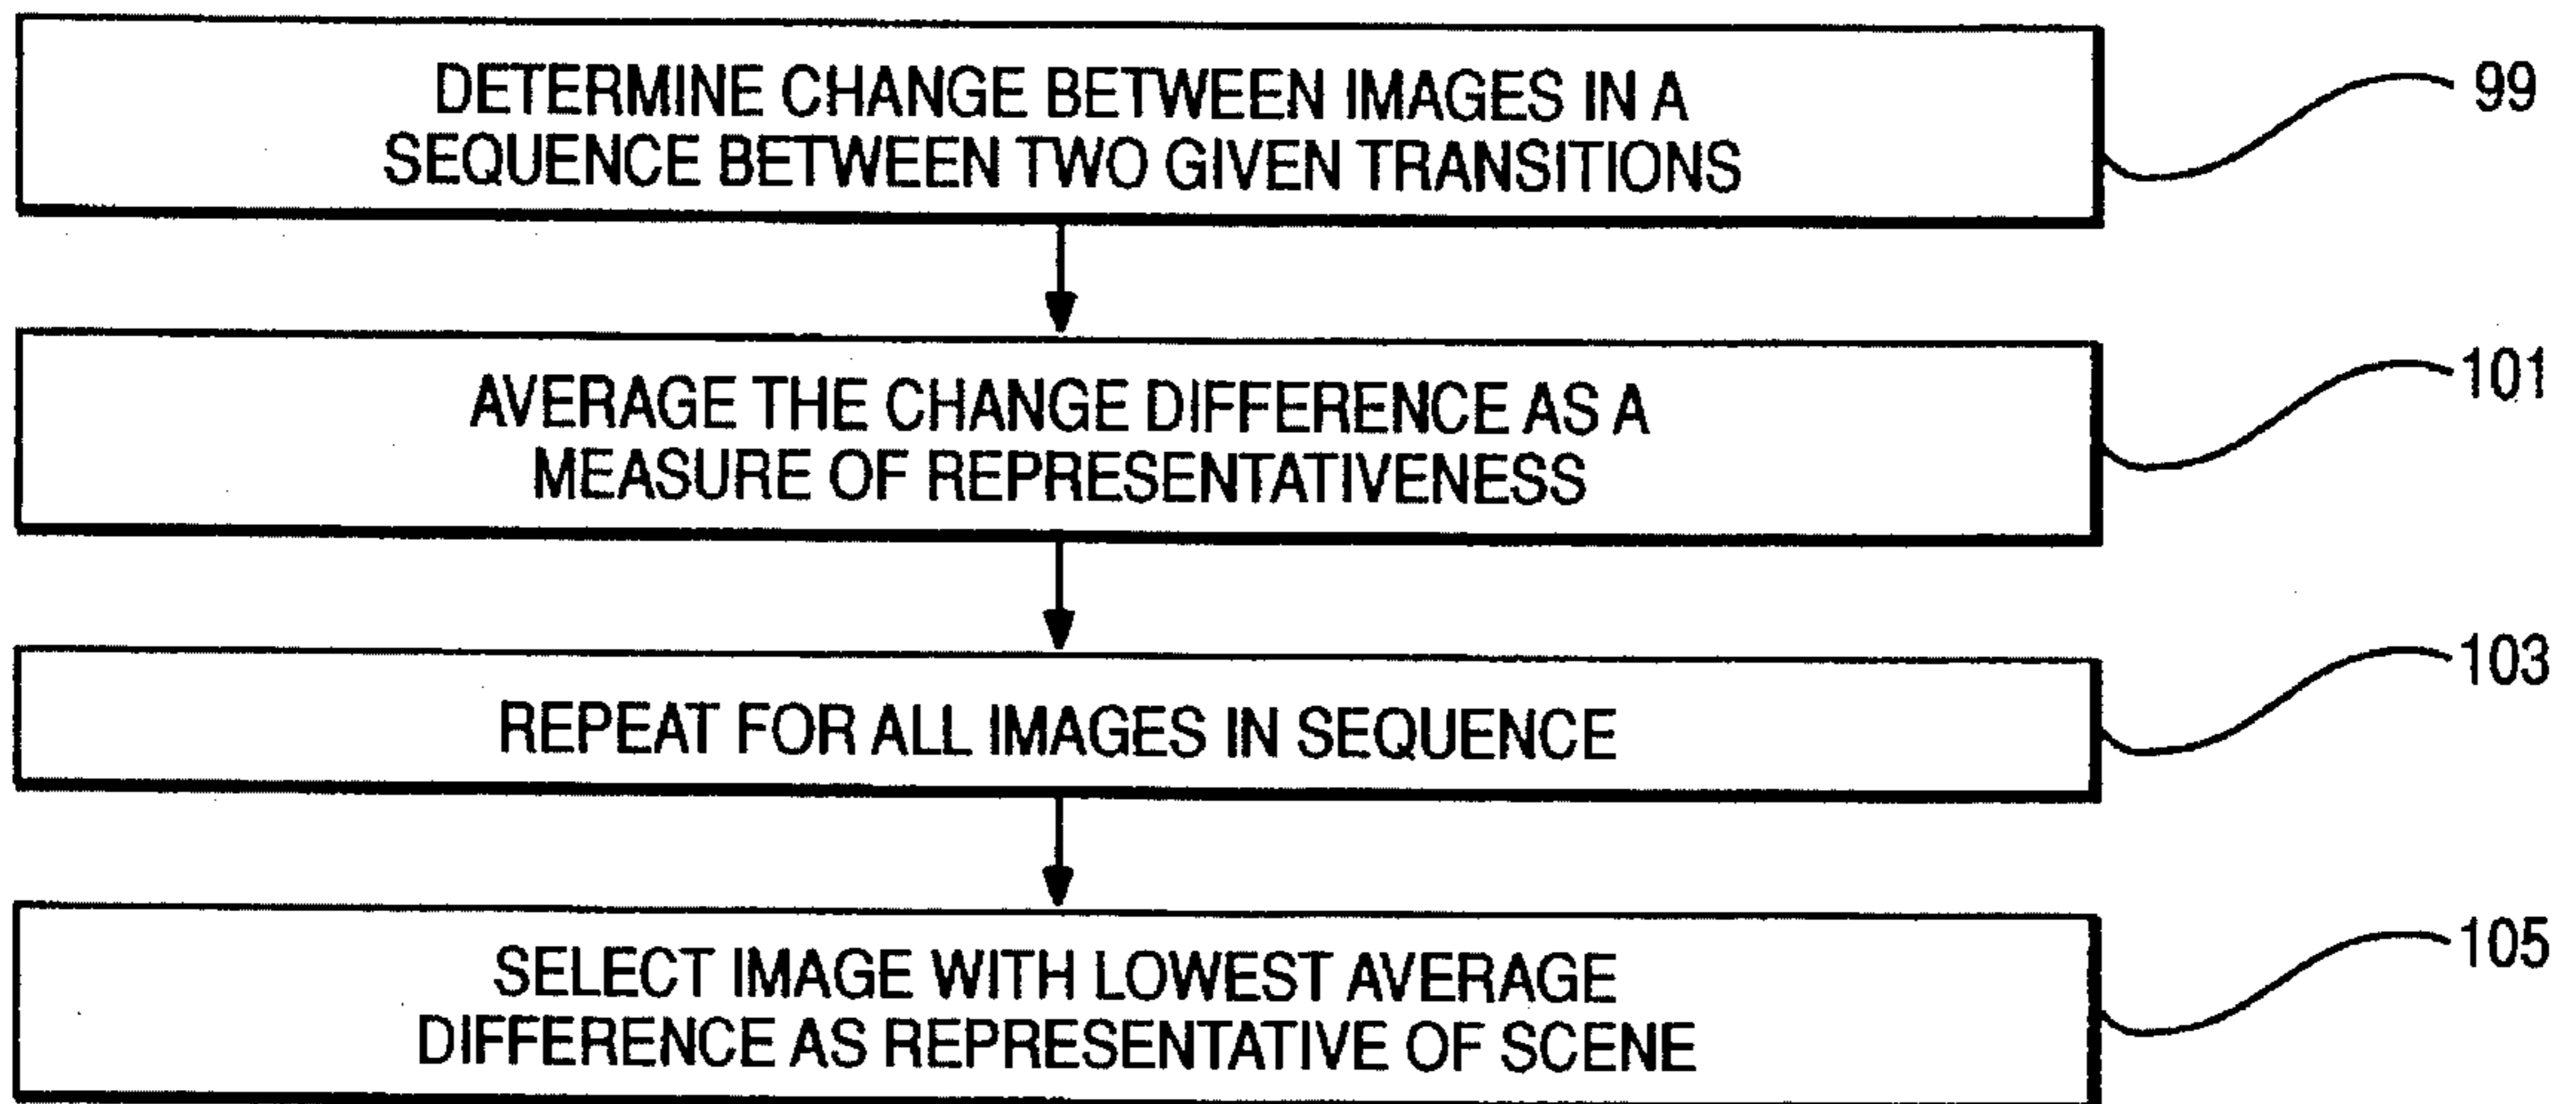 DETERMINE CHANGE BETWEEN IMAGES IN A
SEQUENCE BETWEEN TWO GIVEN TRANSITIONS
99
AVERAGE THE CHANGE DIFFERENCE AS A
MEASURE OF REPRESENTATIVENESS
101
REPEAT FOR ALL IMAGES IN SEQUENCE
103
SELECT IMAGE WITH LOWEST AVERAGE
DIFFERENCE AS REPRESENTATIVE OF SCENE
105